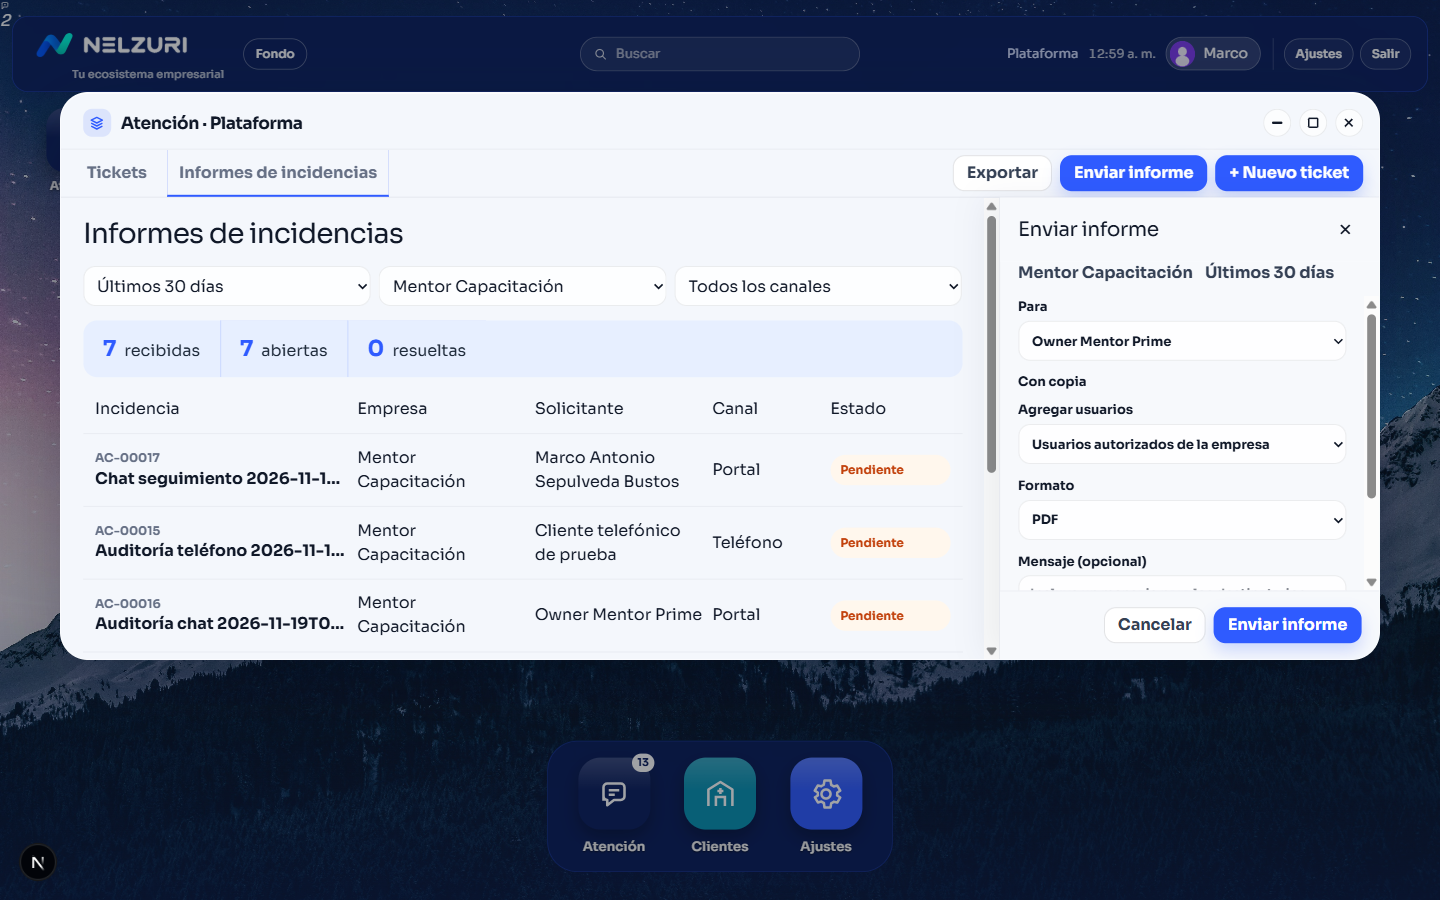 2
NELZURI
Tu ecosistema empresarial
Fondo
Buscar
Plataforma 12:59 a. m. Marco
Ajustes
Salir
Atención · Plataforma
Tickets
Informes de incidencias
Exportar
Enviar informe
+ Nuevo ticket
Informes de incidencias
Últimos 30 días
Mentor Capacitación
Todos los canales
7 recibidas
7 abiertas
0 resueltas
Incidencia Empresa Solicitante Canal Estado
AC-00017
Chat seguimiento 2026-11-1...
Mentor
Capacitación
Marco Antonio
Sepulveda Bustos
Portal
Pendiente
AC-00015
Auditoría teléfono 2026-11-1...
Mentor
Capacitación
Cliente telefónico
de prueba
Teléfono
Pendiente
AC-00016
Auditoría chat 2026-11-19T0...
Mentor
Capacitación
Owner Mentor Prime
Portal
Pendiente
Enviar informe
Mentor Capacitación Últimos 30 días
Para
Owner Mentor Prime
Con copia
Agregar usuarios
Usuarios autorizados de la empresa
Formato
PDF
Mensaje (opcional)
Cancelar
Enviar informe
13
Atención
Clientes
Ajustes
N